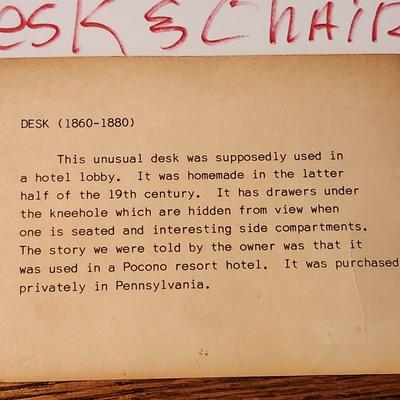 Desk & Chair
DESK (1860-1880)
This unusual desk was supposedly used in
a hotel lobby. It was homemade in the latter
half of the 19th century. It has drawers under
the kneehole which are hidden from view when
one is seated and interesting side compartments.
The story we were told by the owner was that it
was used in a Pocono resort hotel. It was purchased
privately in Pennsylvania.